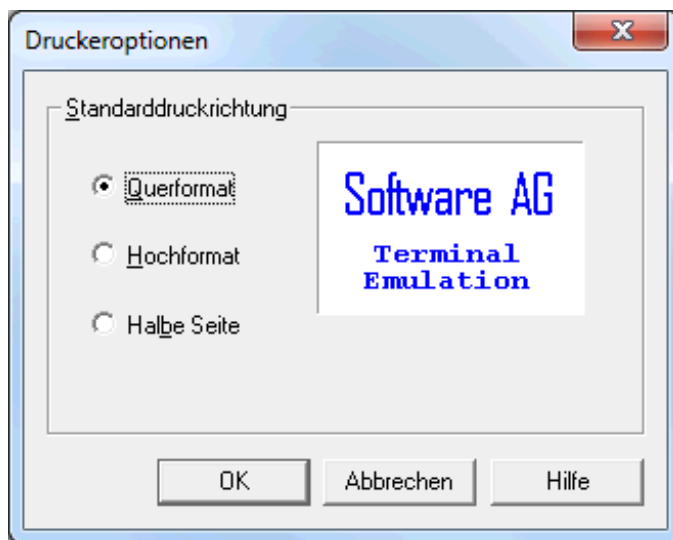 Druckeroptionen
Standarddruckrichtung
Querformat
Hochformat
Halbe Seite
Software AG
Terminal
Emulation
OK
Abbrechen
Hilfe